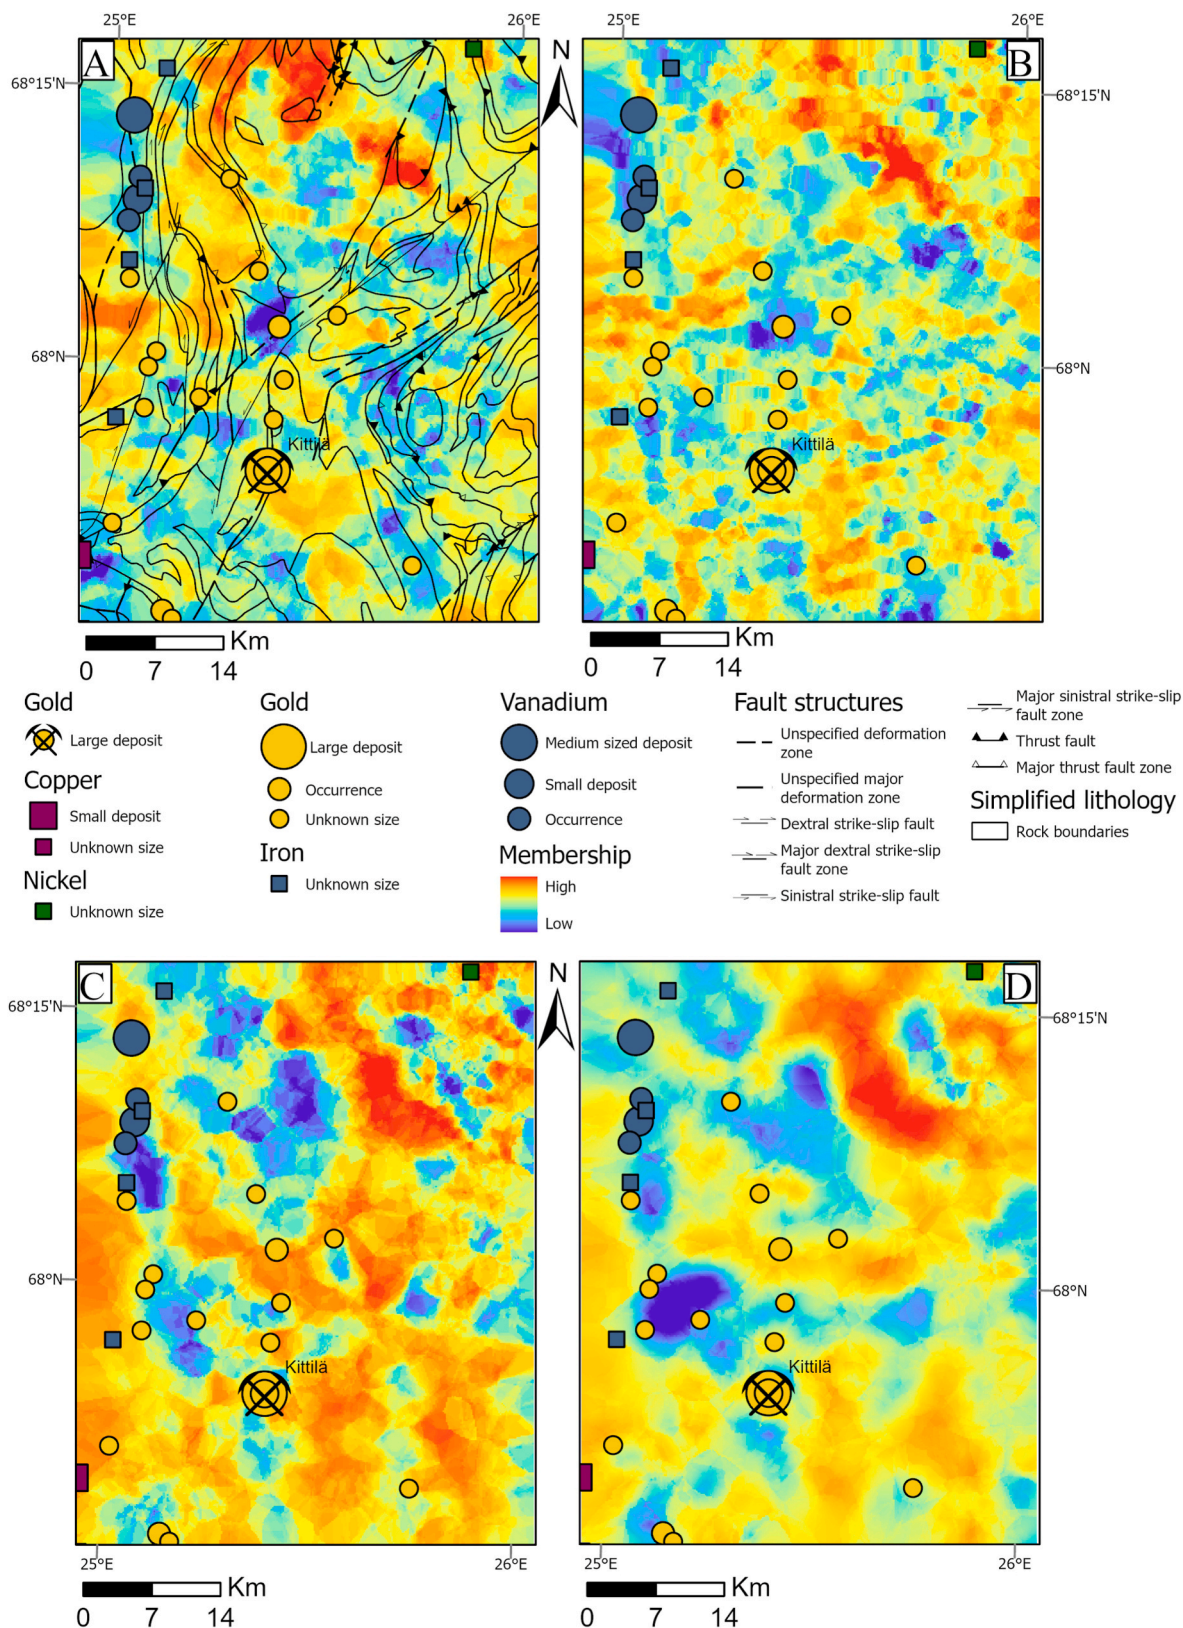 25°E
26°E
25°E
26°E
A
N
B
68°15'N
68°15'N
68°N
68°N
Kittilä
Kittilä
Km
0 7 14
Km
0 7 14
Gold
Large deposit
Copper
Small deposit
Unknown size
Nickel
Unknown size
Gold
Large deposit
Occurrence
Unknown size
Iron
Unknown size
Vanadium
Medium sized deposit
Small deposit
Occurrence
Membership
High
Low
Fault structures
Unspecified deformation
zone
Unspecified major
deformation zone
Dextral strike-slip fault
Major dextral strike-slip
fault zone
Sinistral strike-slip fault
Major sinistral strike-slip
fault zone
Thrust fault
Major thrust fault zone
Simplified lithology
Rock boundaries
C
N
D
68°15'N
68°15'N
68°N
68°N
Kittilä
Kittilä
25°E
26°E
25°E
26°E
Km
0 7 14
Km
0 7 14